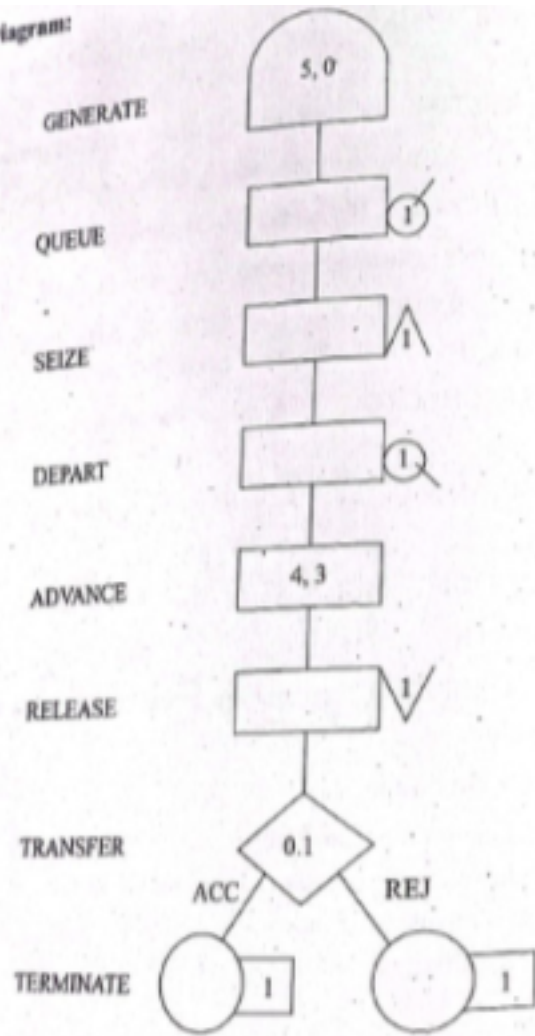 iagram:
5, 0
GENERATE
QUEUE
1
SEIZE
1
DEPART
1
4, 3
ADVANCE
1
RELEASE
TRANSFER
0.1
ACC REJ
TERMINATE 1 1